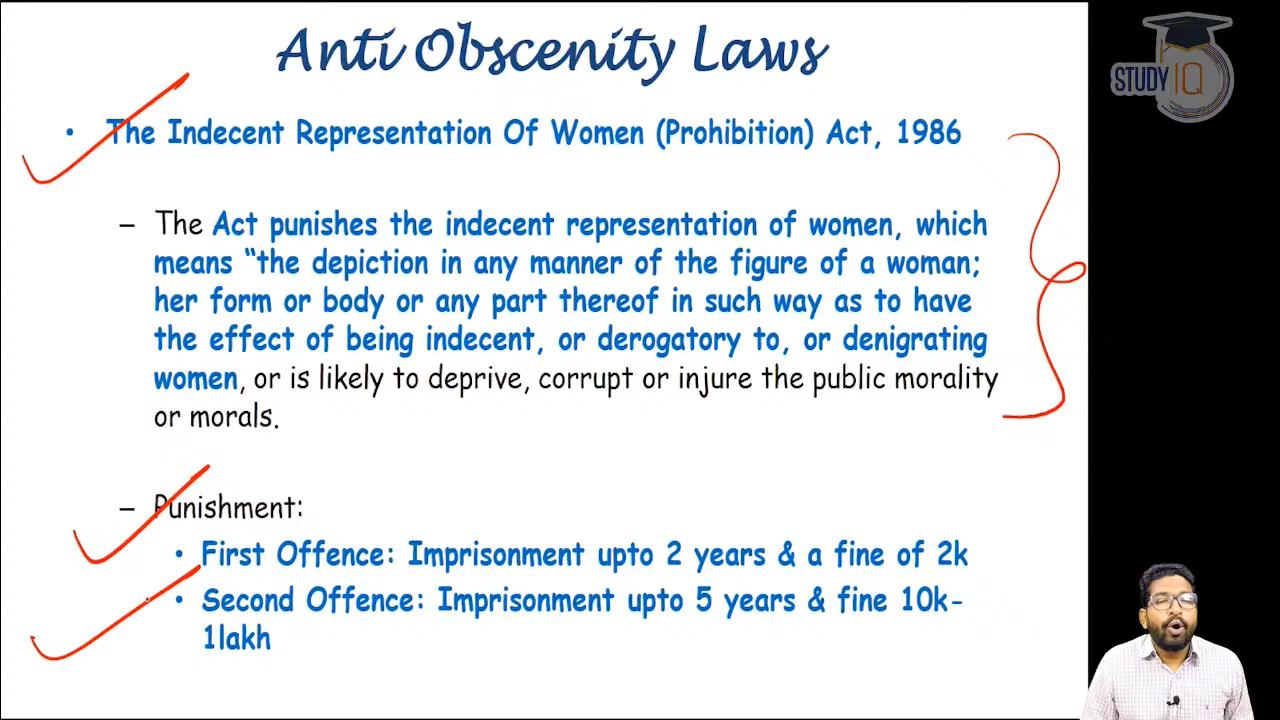 Anti Obscenity Laws
STUDY IQ
• The Indecent Representation Of Women (Prohibition) Act, 1986
– The Act punishes the indecent representation of women, which
means “the depiction in any manner of the figure of a woman;
her form or body or any part thereof in such way as to have
the effect of being indecent, or derogatory to, or denigrating
women, or is likely to deprive, corrupt or injure the public morality
or morals.
– Punishment:
• First Offence: Imprisonment upto 2 years & a fine of 2k
• Second Offence: Imprisonment upto 5 years & fine 10k-
1lakh